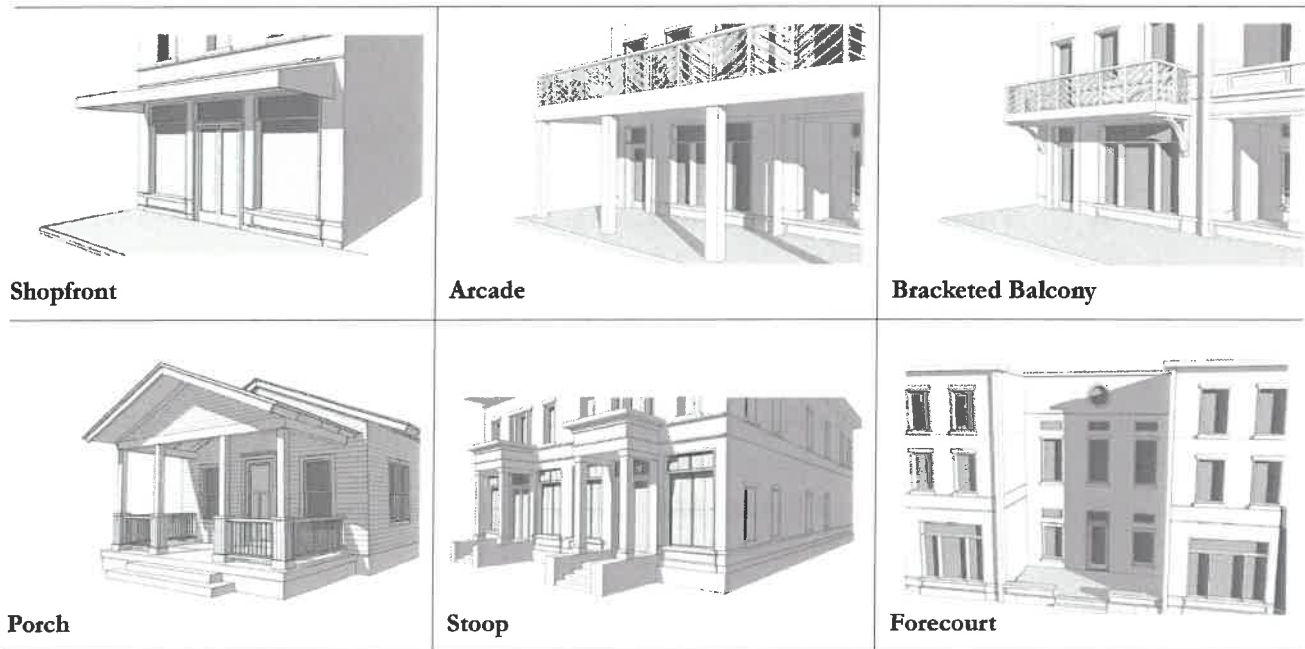 Shopfront
Arcade
Bracketed Balcony
Porch
Stoop
Forecourt